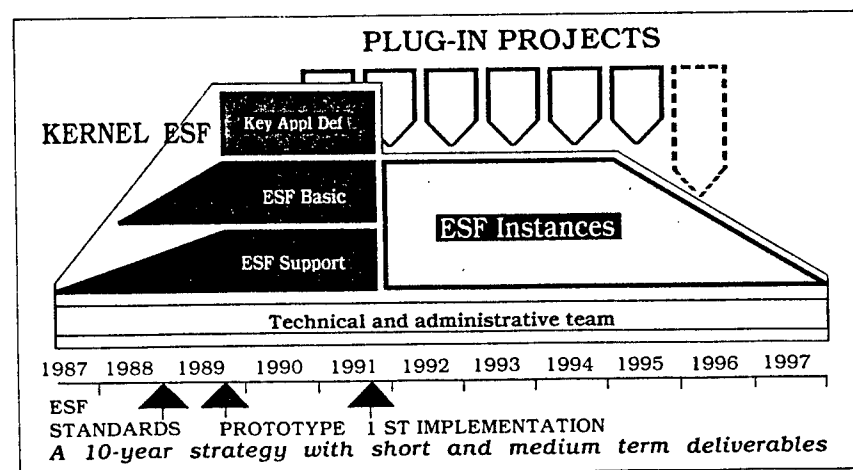 PLUG-IN PROJECTS
KERNEL ESF
Key Appl Def
ESF Basic
ESF Instances
ESF Support
Technical and administrative team
1987 1988 1989 1990 1991 1992 1993 1994 1995 1996 1997
ESF
STANDARDS PROTOTYPE 1 ST IMPLEMENTATION
A 10-year strategy with short and medium term deliverables